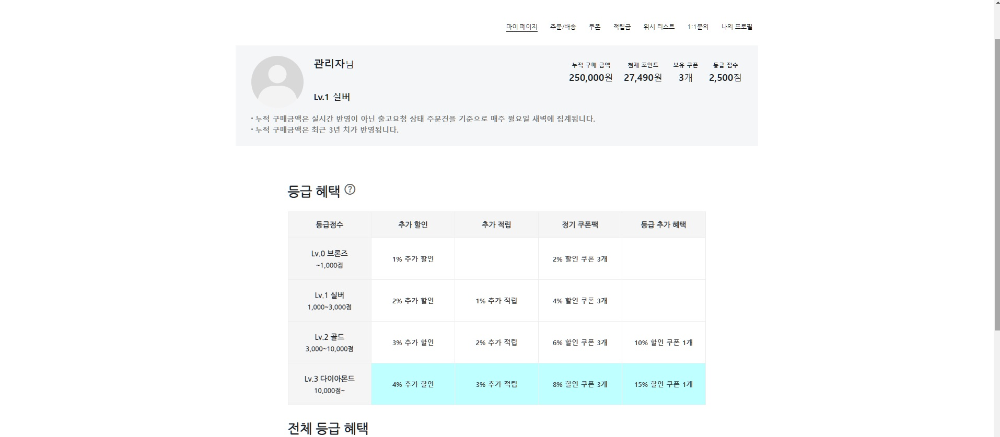 마이 페이지 주문/배송 쿠폰 적립금 위시 리스트 1:1문의 나의 프로필
관리자님
누적 구매 금액 현재 포인트 보유 쿠폰 등급 점수
250,000원 27,490원 3개 2,500점
Lv.1 실버
• 누적 구매금액은 실시간 반영이 아닌 출고요청 상태 주문건을 기준으로 매주 월요일 새벽에 집계됩니다.
• 누적 구매금액은 최근 3년 치가 반영됩니다.
등급 혜택 ?
등급점수 추가 할인 추가 적립 정기 쿠폰팩 등급 추가 혜택
Lv.0 브론즈
~1,000점
1% 추가 할인 2% 할인 쿠폰 3개
Lv.1 실버
1,000~3,000점
2% 추가 할인 1% 추가 적립 4% 할인 쿠폰 3개
Lv.2 골드
3,000~10,000점
3% 추가 할인 2% 추가 적립 6% 할인 쿠폰 3개 10% 할인 쿠폰 1개
Lv.3 다이아몬드
10,000점~
4% 추가 할인 3% 추가 적립 8% 할인 쿠폰 3개 15% 할인 쿠폰 1개
전체 등급 혜택